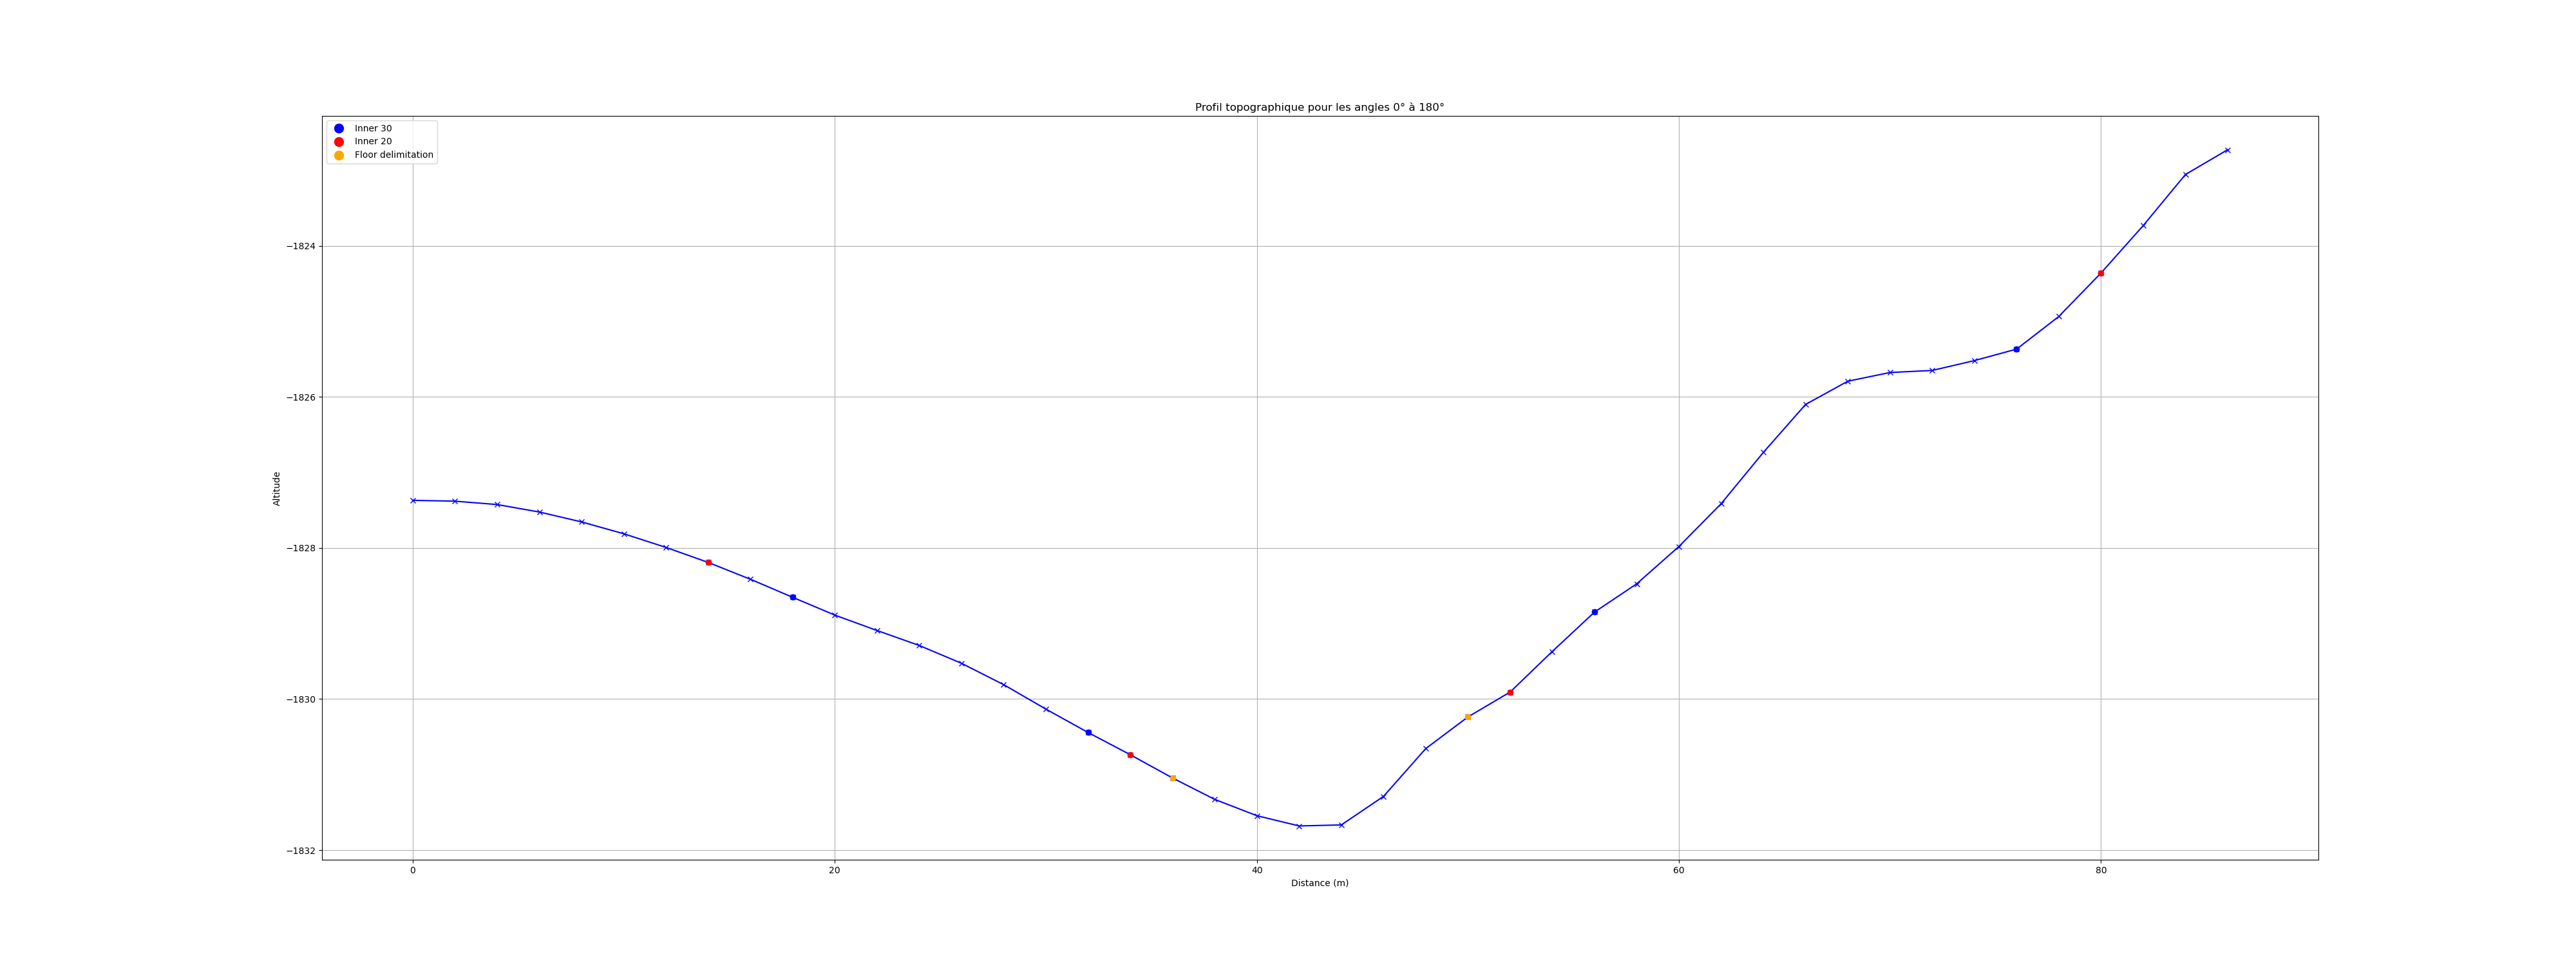 Profil topographique pour les angles 0° à 180°
Inner 30
Inner 20
Floor delimitation
Altitude
−1824
−1826
−1828
−1830
−1832
0 20 40 60 80
Distance (m)